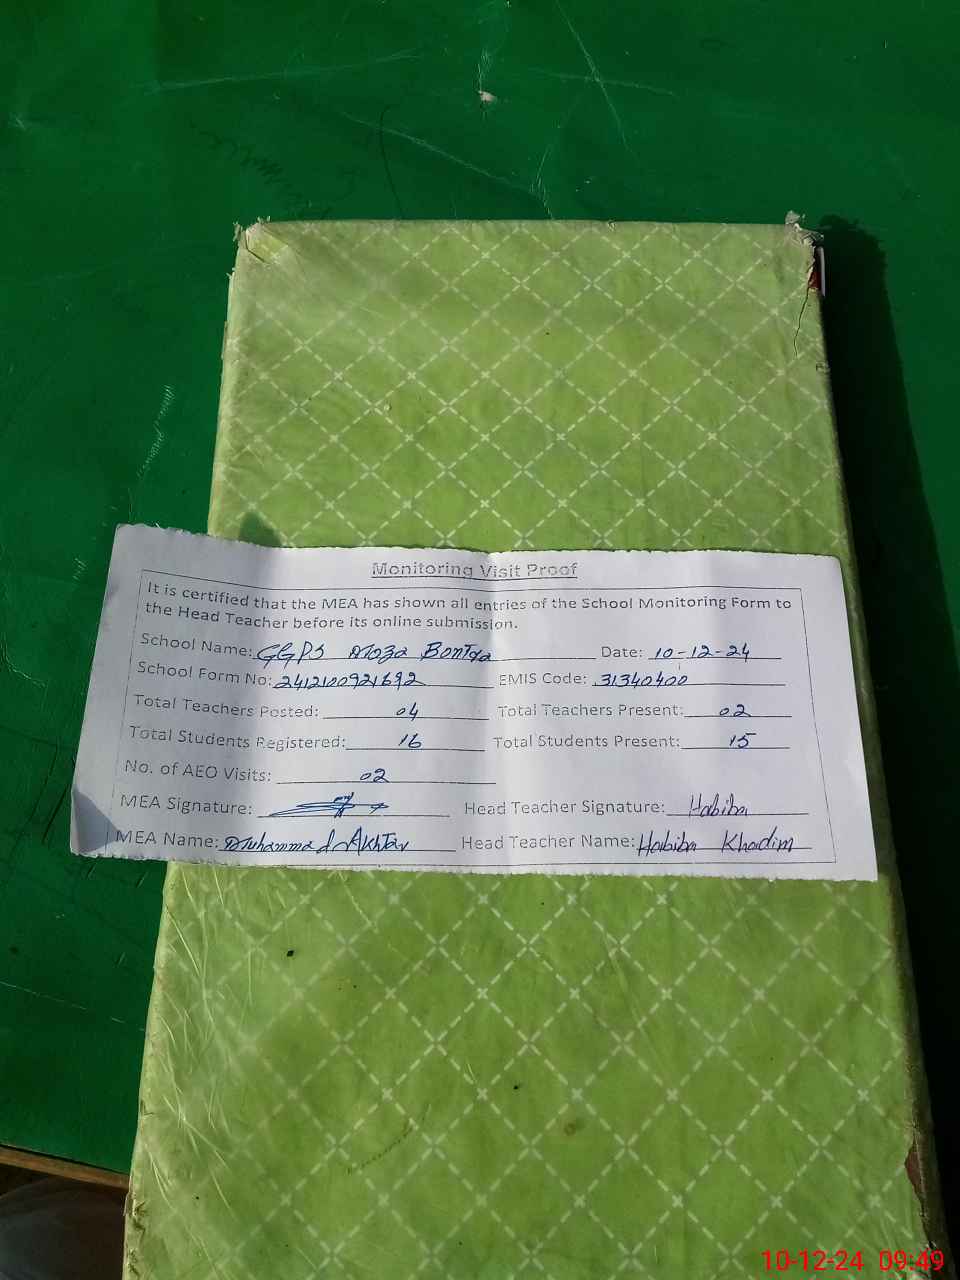 Monitoring Visit Proof
It is certified that the MEA has shown all entries of the School Monitoring Form to
the Head Teacher before its online submission.
School Name: GGPS Moza Bontqa Date: 10-12-24
School Form No: 2412100921692 EMIS Code: 31340400
Total Teachers Posted: 04 Total Teachers Present: 02
Total Students Registered: 16 Total Students Present: 15
No. of AEO Visits: 02
MEA Signature: Head Teacher Signature: Habiba
MEA Name: Muhammad Akhtar Head Teacher Name: Habiba Khadim
10-12-24 09:49